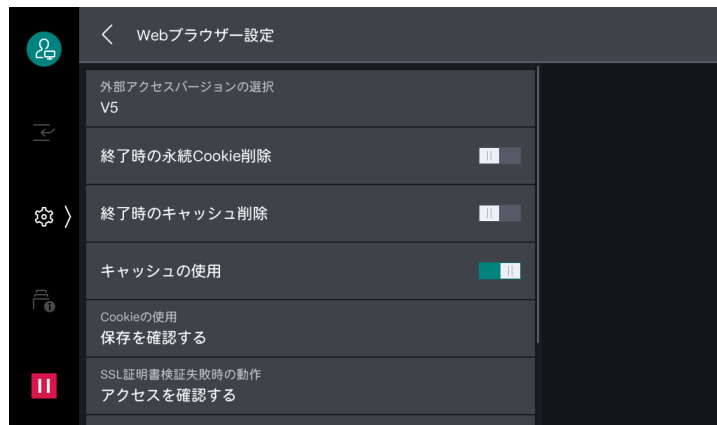 Webブラウザー設定
外部アクセスバージョンの選択
V5
終了時の永続Cookie削除
終了時のキャッシュ削除
キャッシュの使用
Cookieの使用
保存を確認する
SSL証明書検証失敗時の動作
アクセスを確認する